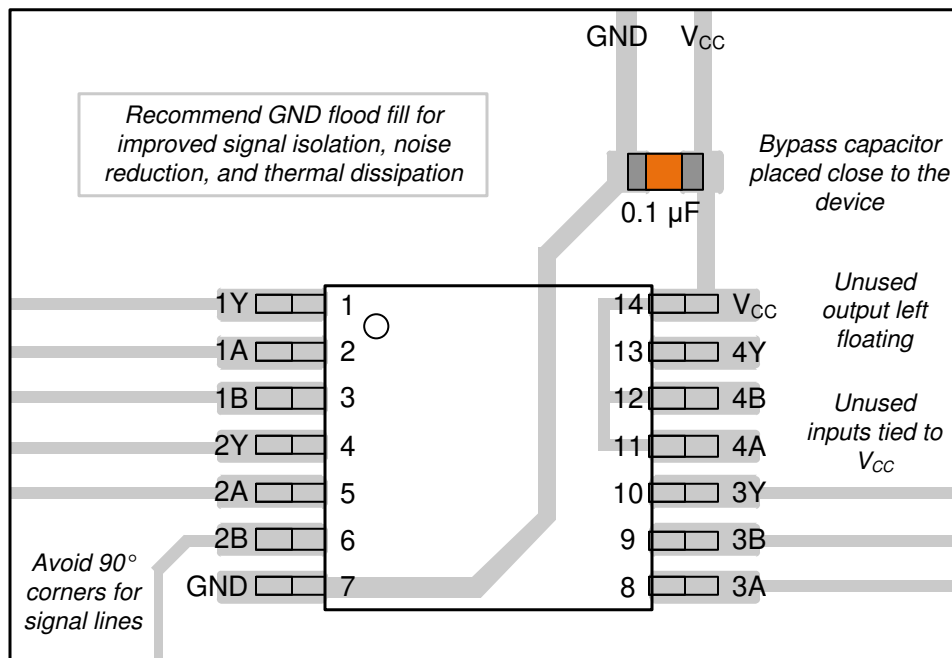 GND VCC
Recommend GND flood fill for
improved signal isolation, noise
reduction, and thermal dissipation
Bypass capacitor
placed close to the
device
0.1 µF
Unused
output left
floating
Unused
inputs tied to
VCC
1Y 1 14 VCC
1A 2 13 4Y
1B 3 12 4B
2Y 4 11 4A
2A 5 10 3Y
2B 6 9 3B
GND 7 8 3A
Avoid 90°
corners for
signal lines